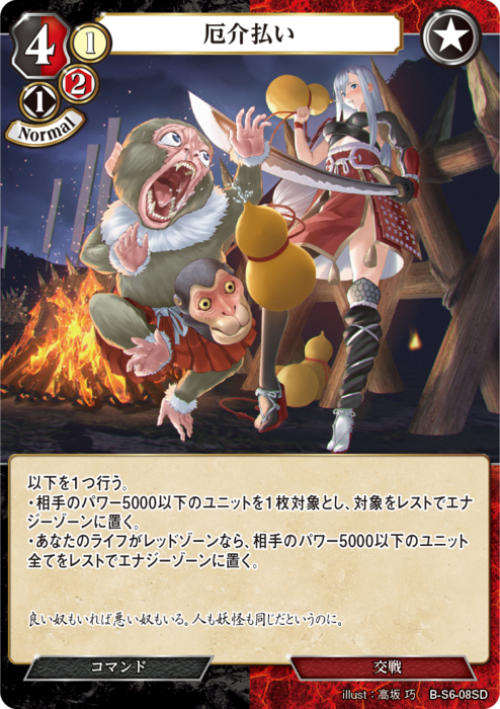 4
厄介払い
1
2
1
Normal
以下を1つ行う。
・相手のパワー5000以下のユニットを1枚対象とし、対象をレストでエナ
ジーゾーンに置く。
・あなたのライフがレッドゾーンなら、相手のパワー5000以下のユニット
全てをレストでエナジーゾーンに置く。
良い奴もいれば悪い奴もいる。人も妖怪も同じだというのに。
コマンド
交戦
illust：高坂 巧 B-S6-08SD